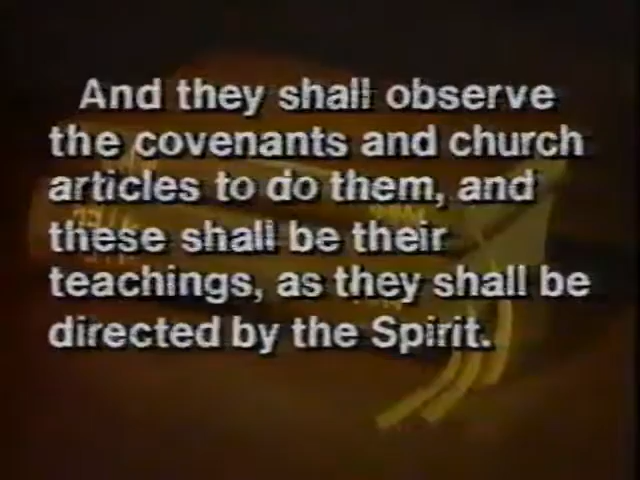 And they shall observe
the covenants and church
articles to do them, and
these shall be their
teachings, as they shall be
directed by the Spirit.